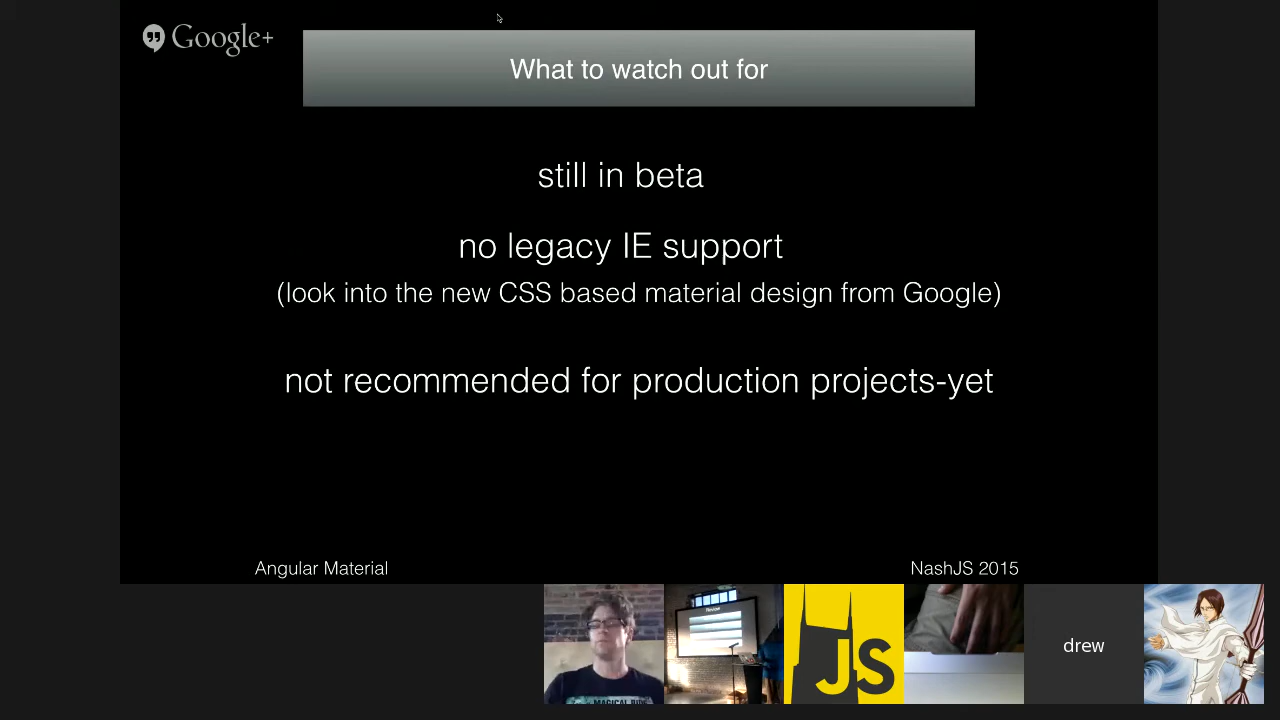 Google+
What to watch out for
still in beta
no legacy IE support
(look into the new CSS based material design from Google)
not recommended for production projects-yet
Angular Material
NashJS 2015
Review
JS
drew